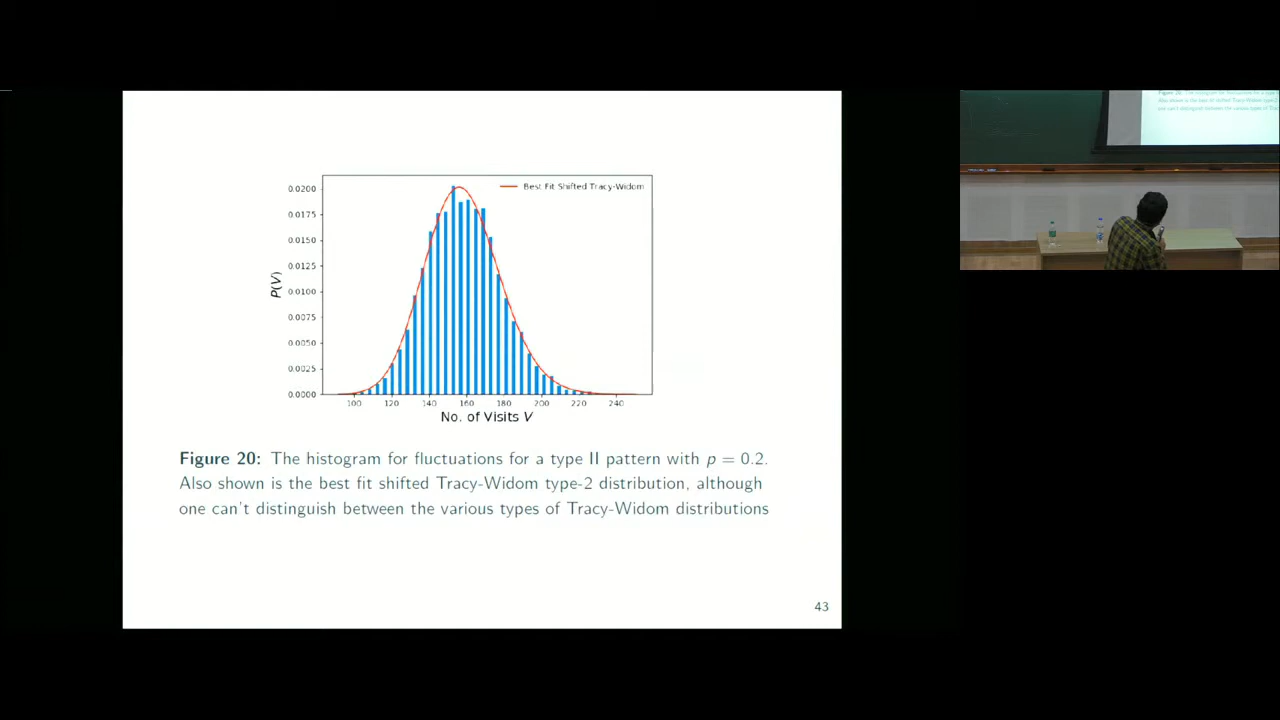 Best Fit Shifted Tracy-Widom
0.0200
0.0175
0.0150
0.0125
0.0100
0.0075
0.0050
0.0025
0.0000
P(V)
100 120 140 160 180 200 220 240
No. of Visits V
Figure 20: The histogram for fluctuations for a type II pattern with p = 0.2.
Also shown is the best fit shifted Tracy-Widom type-2 distribution, although
one can't distinguish between the various types of Tracy-Widom distributions
43